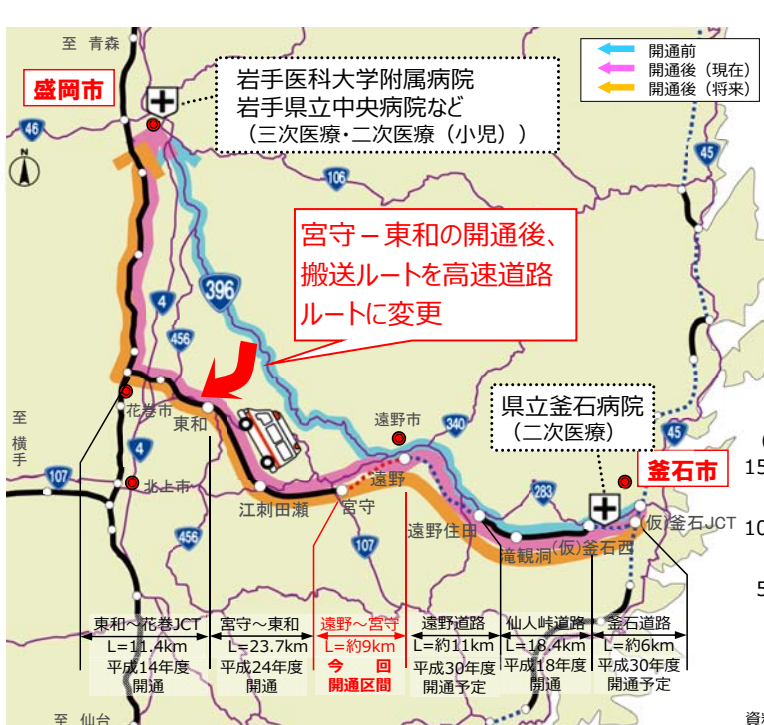 至 青森
開通前
開通後（現在）
開通後（将来）
盛岡市
岩手医科大学附属病院
岩手県立中央病院など
（三次医療・二次医療（小児））
46
45
N
106
宮守－東和の開通後、
搬送ルートを高速道路
ルートに変更
396
4
456
花巻市
東和
至 横手
4
107
北上市
県立釜石病院
（二次医療）
遠野市
340
45
釜石市
遠野
283
江刺田瀬
宮守
遠野住田
滝観洞
(仮)釜石西
(仮)釜石JCT
456
107
15
10
5
東和～花巻JCT
L=11.4km
平成14年度
開通
宮守～東和
L=23.7km
平成24年度
開通
遠野～宮守
L=約9km
今 回
開通区間
遠野道路
L=約11km
平成30年度
開通予定
仙人峠道路
L=18.4km
平成18年度
開通
釜石道路
L=約6km
平成30年度
開通予定
至 仙台
資料